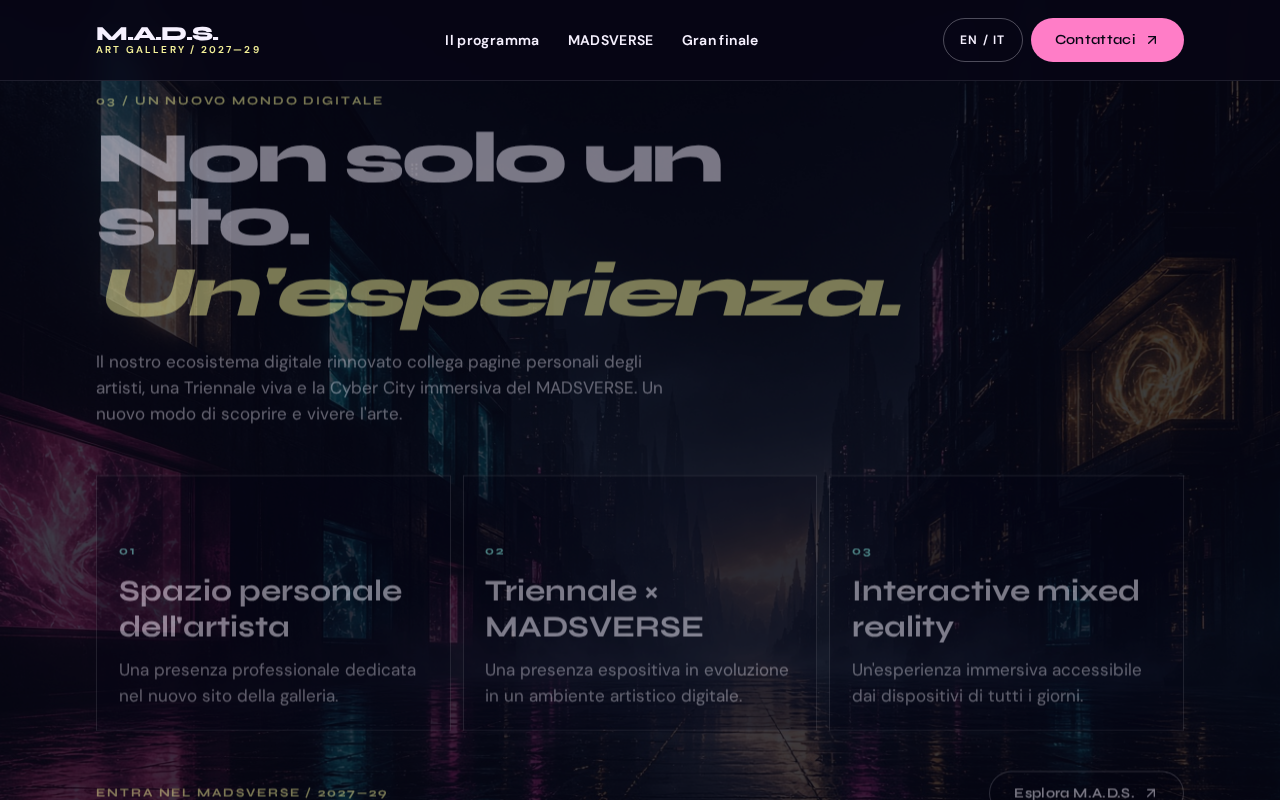 M.A.D.S.
ART GALLERY / 2027—29
Il programma
MADSVERSE
Gran finale
EN / IT
Contattaci
03 / UN NUOVO MONDO DIGITALE
Non solo un
sito.
Un'esperienza.
Il nostro ecosistema digitale rinnovato collega pagine personali degli
artisti, una Triennale viva e la Cyber City immersiva del MADSVERSE. Un
nuovo modo di scoprire e vivere l'arte.
01
Spazio personale
dell'artista
Una presenza professionale dedicata
nel nuovo sito della galleria.
02
Triennale ×
MADSVERSE
Una presenza espositiva in evoluzione
in un ambiente artistico digitale.
03
Interactive mixed
reality
Un'esperienza immersiva accessibile
dai dispositivi di tutti i giorni.
ENTRA NEL MADSVERSE / 2027—29
Esplora M.A.D.S.